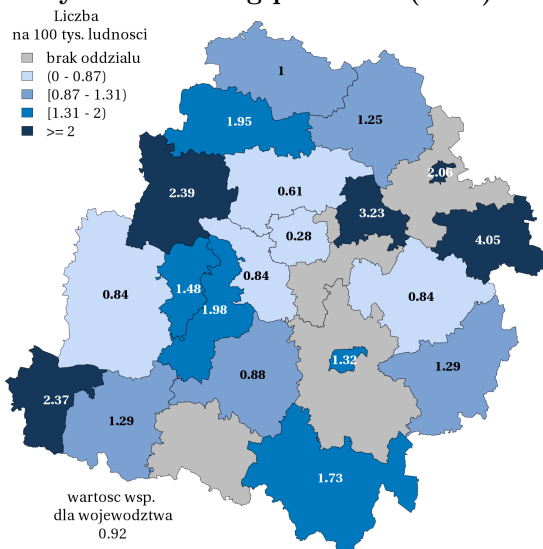 Liczba
na 100 tys. ludnosci
brak oddzialu
(0 - 0.87)
[0.87 - 1.31)
[1.31 - 2)
>= 2
1
1.25
1.95
2.06
2.39
0.61
3.23
0.28
4.05
0.84
1.48
0.84
0.84
1.98
1.32
1.29
0.88
2.37
1.29
1.73
wartosc wsp.
dla wojewodztwa
0.92